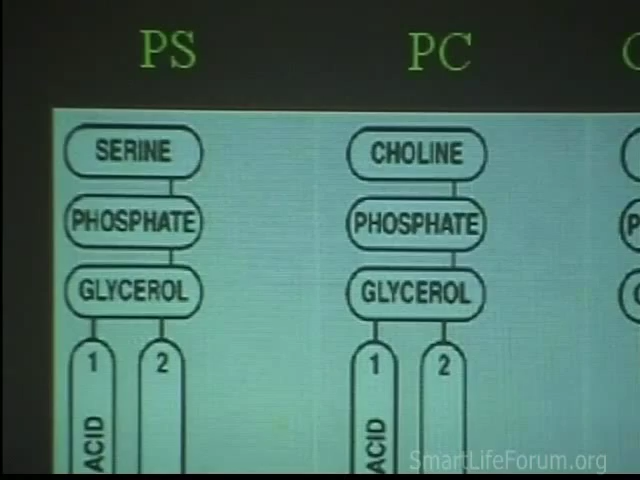 PS PC
SERINE CHOLINE
PHOSPHATE PHOSPHATE
GLYCEROL GLYCEROL
1 2 1 2
ACID ACID
SmartLifeForum.org